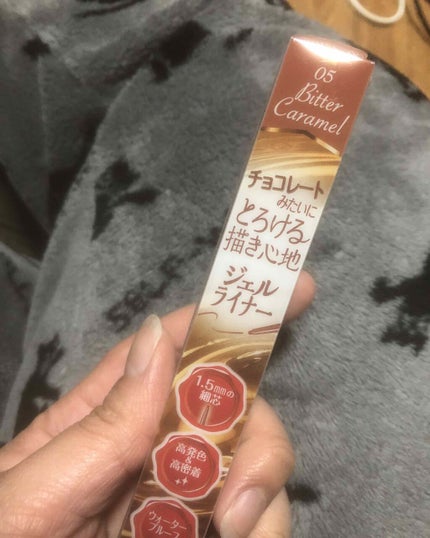 05
Bitter
Caramel
チョコレート
みたいに
とろける
描き心地
ジェル
ライナー
1.5mmの
細芯
高発色
&
高密着
ウォーター
プルーフ